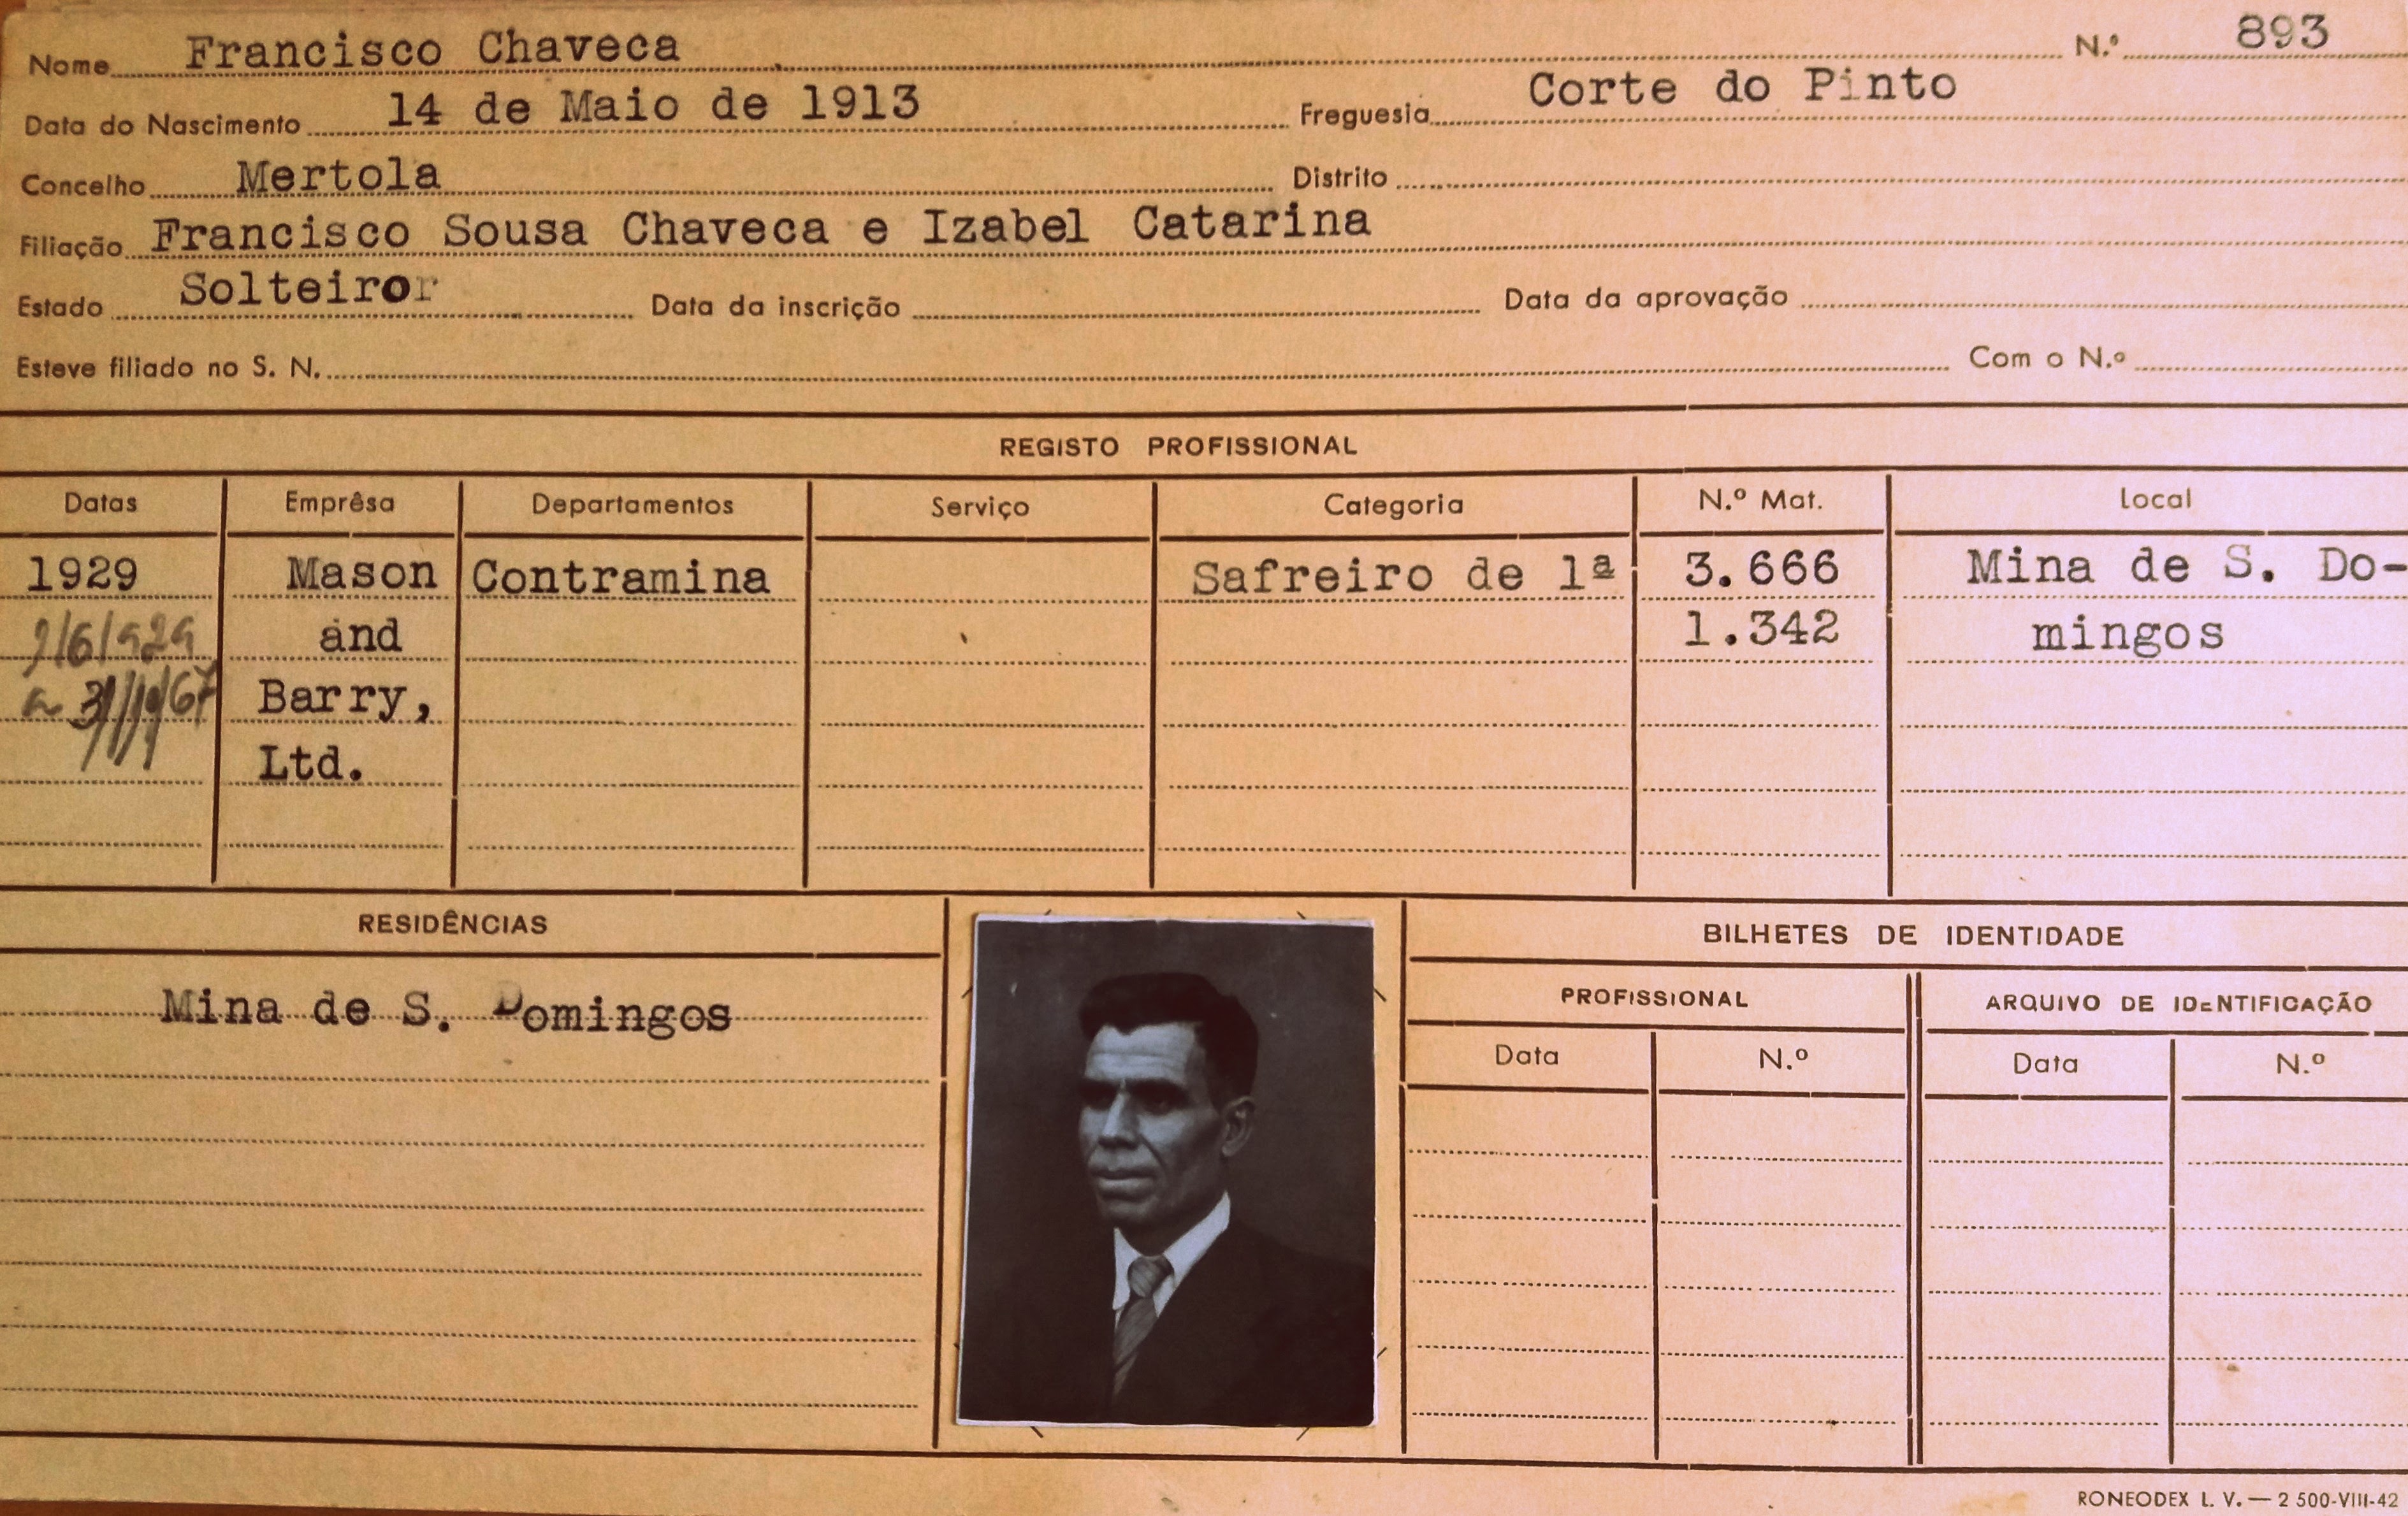 Nome Francisco Chaveca N.º 893
Data do Nascimento 14 de Maio de 1913 Freguesia Corte do Pinto
Concelho Mertola Distrito
Filiação Francisco Sousa Chaveca e Izabel Catarina
Estado Solteiror Data da inscrição Data da aprovação
Esteve filiado no S. N. Com o N.º
REGISTO PROFISSIONAL
Datas Emprêsa Departamentos Serviço Categoria N.º Mat. Local
1929 Mason Contramina Safreiro de 1ª 3.666 Mina de S. Do-
and 1.342 mingos
Barry,
Ltd.
RESIDÊNCIAS
Mina de S. Domingos
BILHETES DE IDENTIDADE
PROFISSIONAL ARQUIVO DE IDENTIFICAÇÃO
Data N.º Data N.º
RONEODEX L. V. — 2 500-VIII-42